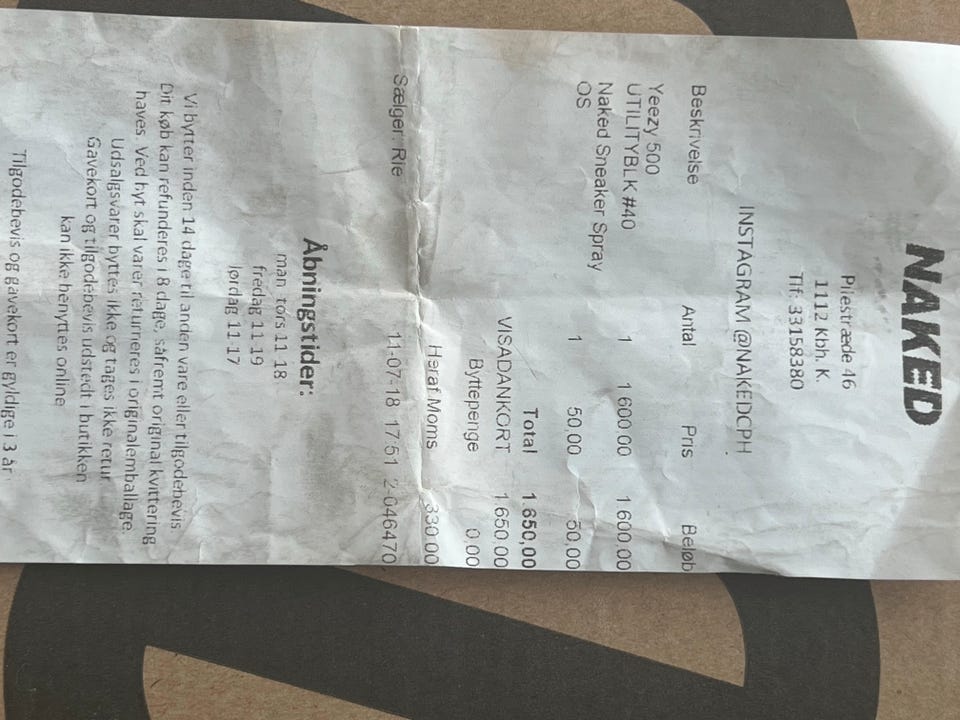 NAKED
Pilestræde 46
1112 Kbh. K.
Tlf: 33158380
INSTAGRAM @NAKEDCPH
Beskrivelse Antal Pris Beløb
Yeezy 500
UTILITYBLK #40 1 1.600,00 1.600,00
Naked Sneaker Spray
OS 1 50,00 50,00
Total 1.650,00
VISADANKORT 1.650,00
Byttepenge 0,00
Heraf Moms 330,00
Sælger: Rie 11-07-18 17:51 2-046470
Åbningstider:
man. tors 11 18
fredag 11 19
lørdag 11 17
Vi bytter inden 14 dage til anden vare eller tilgodebevis.
Dit køb kan refunderes i 8 dage, såfremt original kvittering
haves. Ved byt skal varer returneres i originalemballage.
Udsalgsvarer byttes ikke og tages ikke retur
Gavekort og tilgodebevis udstedt i butikken
kan ikke benyttes online
Tilgodebevis og gavekort er gyldige i 3 år